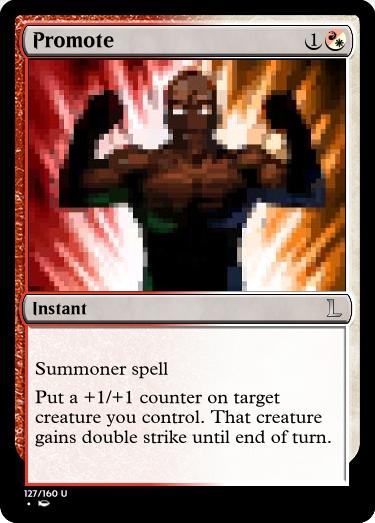 Promote 1
Instant L
Summoner spell
Put a +1/+1 counter on target
creature you control. That creature
gains double strike until end of turn.
127/160 U